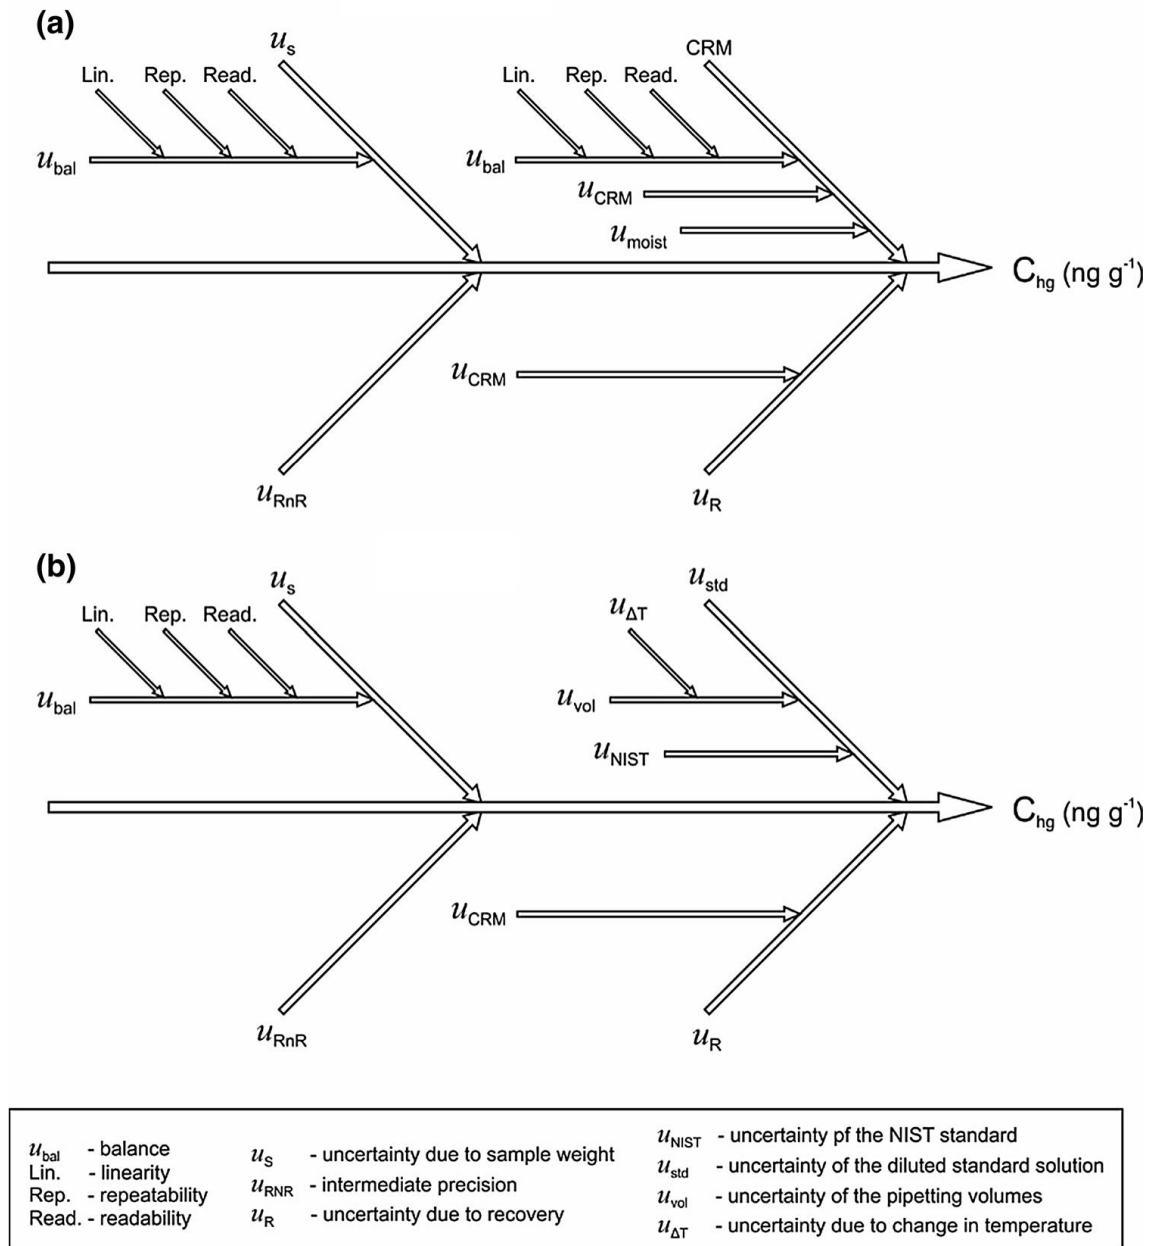 (a)
u_s CRM
Lin. Rep. Read. Lin. Rep. Read.
u_bal u_bal
u_CRM
u_moist
C_hg (ng g⁻¹)
u_CRM
u_RnR u_R
(b)
u_s u_std
Lin. Rep. Read. u_ΔT
u_bal u_vol
u_NIST
C_hg (ng g⁻¹)
u_CRM
u_RnR u_R
u_bal - balance
Lin. - linearity
Rep. - repeatability
Read. - readability
u_S - uncertainty due to sample weight
u_RNR - intermediate precision
u_R - uncertainty due to recovery
u_NIST - uncertainty pf the NIST standard
u_std - uncertainty of the diluted standard solution
u_vol - uncertainty of the pipetting volumes
u_ΔT - uncertainty due to change in temperature